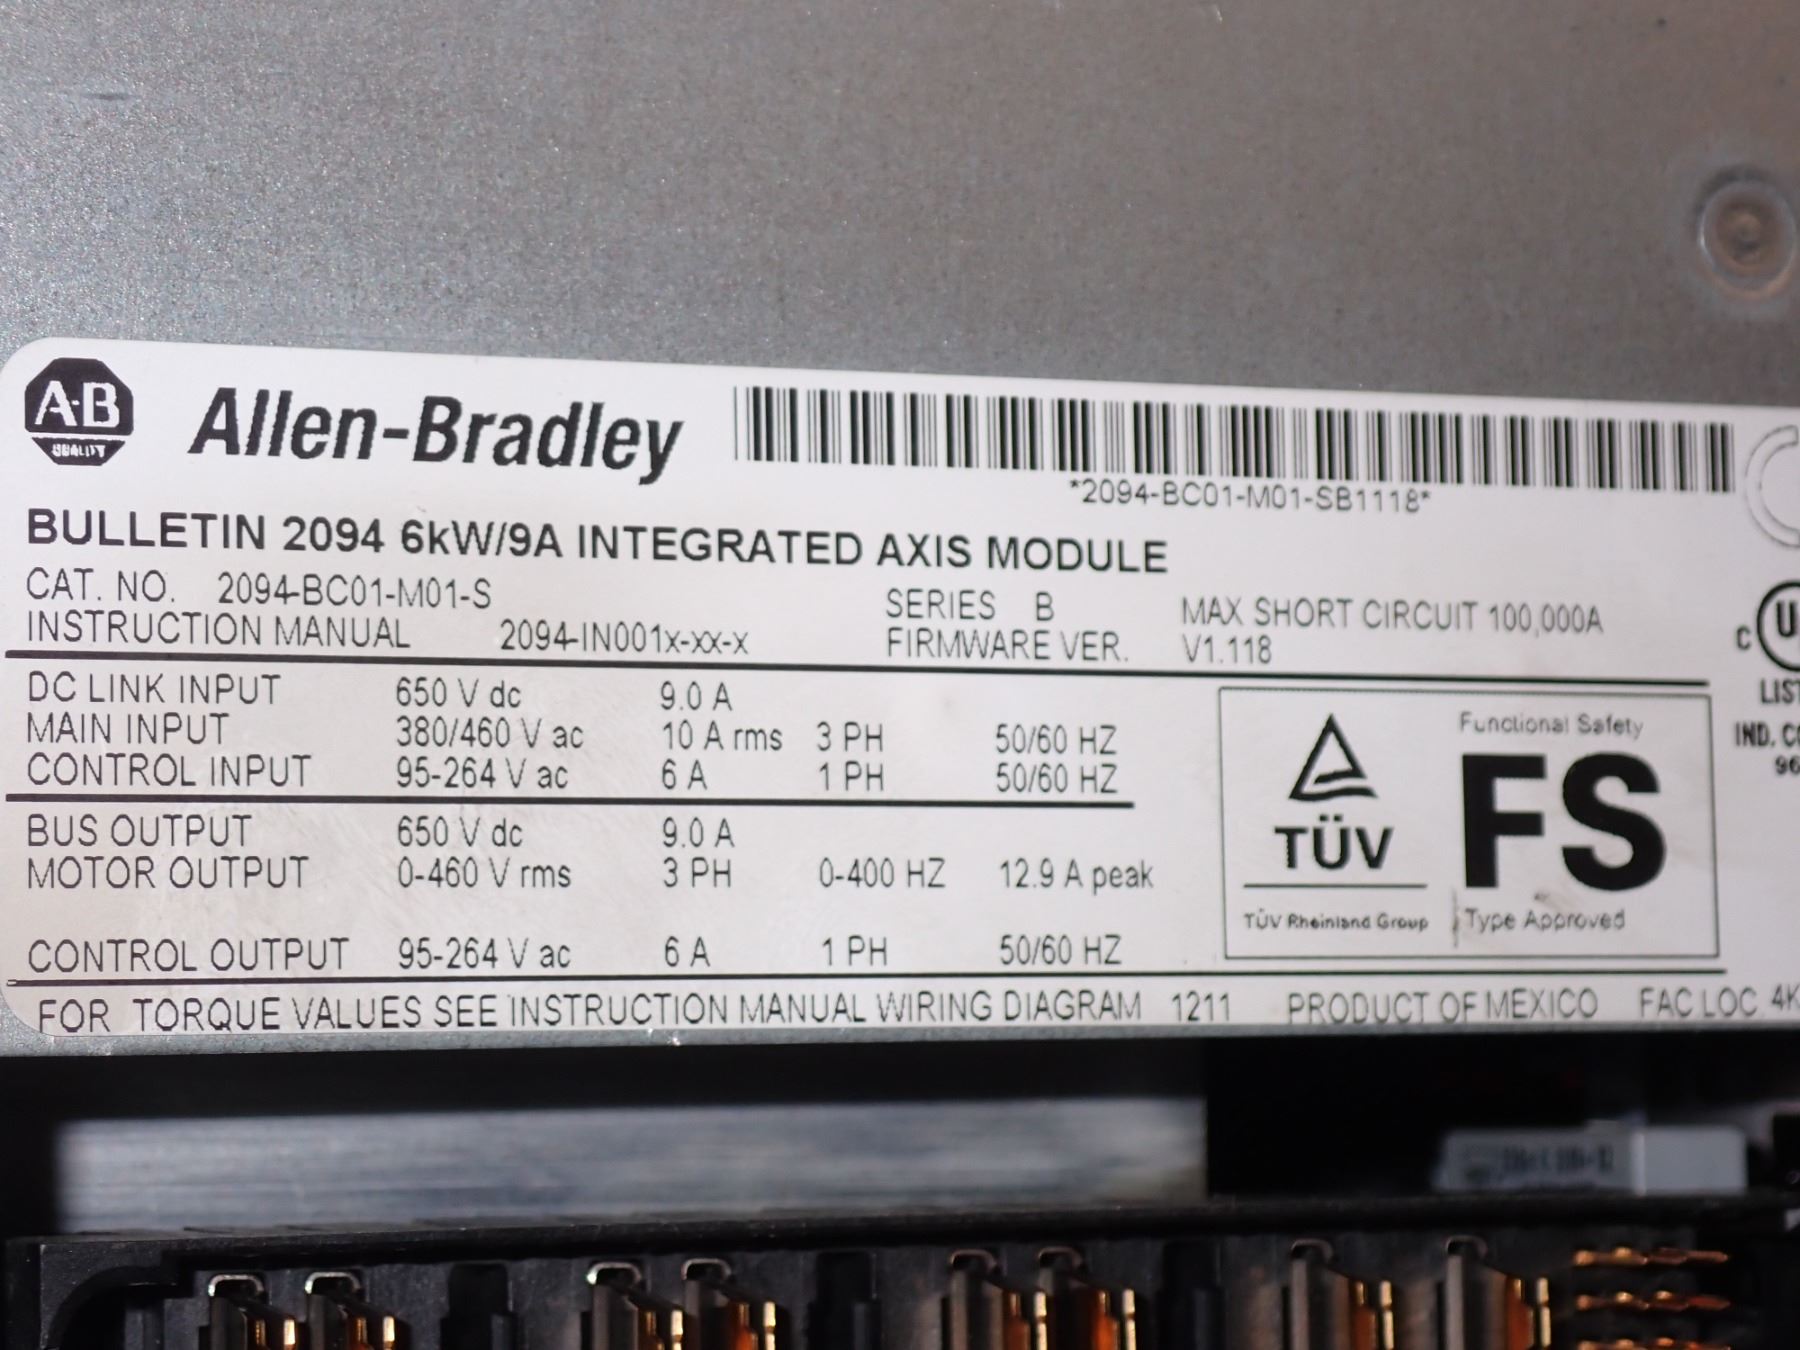 A-B
QUALITY
Allen-Bradley
*2094-BC01-M01-SB1118*
BULLETIN 2094 6kW/9A INTEGRATED AXIS MODULE
CAT. NO. 2094-BC01-M01-S SERIES B MAX SHORT CIRCUIT 100,000A
INSTRUCTION MANUAL 2094-IN001x-xx-x FIRMWARE VER. V1.118
DC LINK INPUT 650 V dc 9.0 A
MAIN INPUT 380/460 V ac 10 A rms 3 PH 50/60 HZ
CONTROL INPUT 95-264 V ac 6 A 1 PH 50/60 HZ
BUS OUTPUT 650 V dc 9.0 A
MOTOR OUTPUT 0-460 V rms 3 PH 0-400 HZ 12.9 A peak
CONTROL OUTPUT 95-264 V ac 6 A 1 PH 50/60 HZ
FOR TORQUE VALUES SEE INSTRUCTION MANUAL WIRING DIAGRAM 1211 PRODUCT OF MEXICO FAC LOC 4K
TÜV
TÜV Rheinland Group
Functional Safety
FS
Type Approved
C U
LIST
IND. CO
96